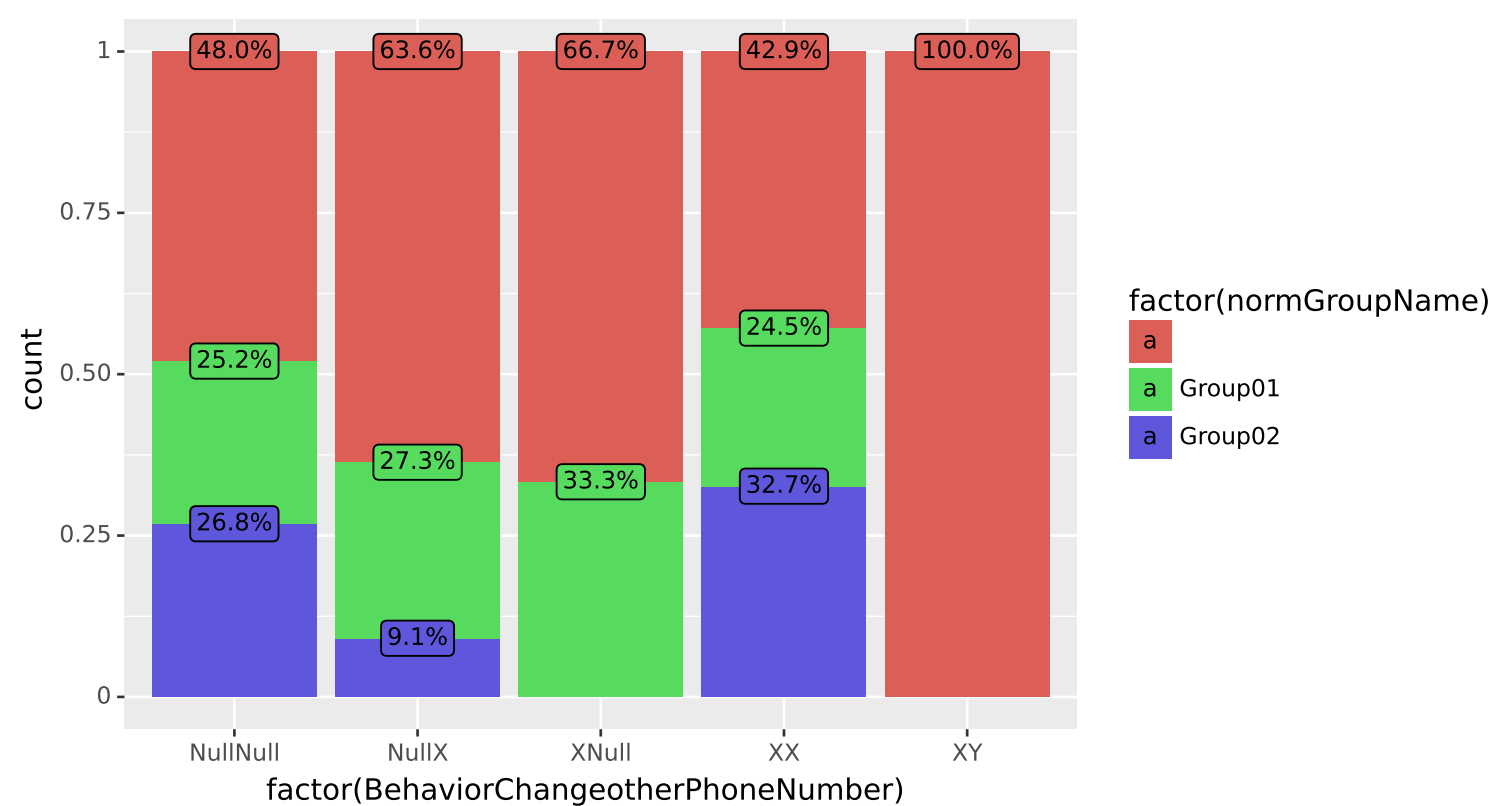 48.0% 63.6% 66.7% 42.9% 100.0%
1
0.75
24.5%
25.2%
0.50
27.3%
33.3%
32.7%
26.8%
0.25
9.1%
0
NullNull NullX XNull XX XY
factor(BehaviorChangeotherPhoneNumber)
count
factor(normGroupName)
a
a Group01
a Group02